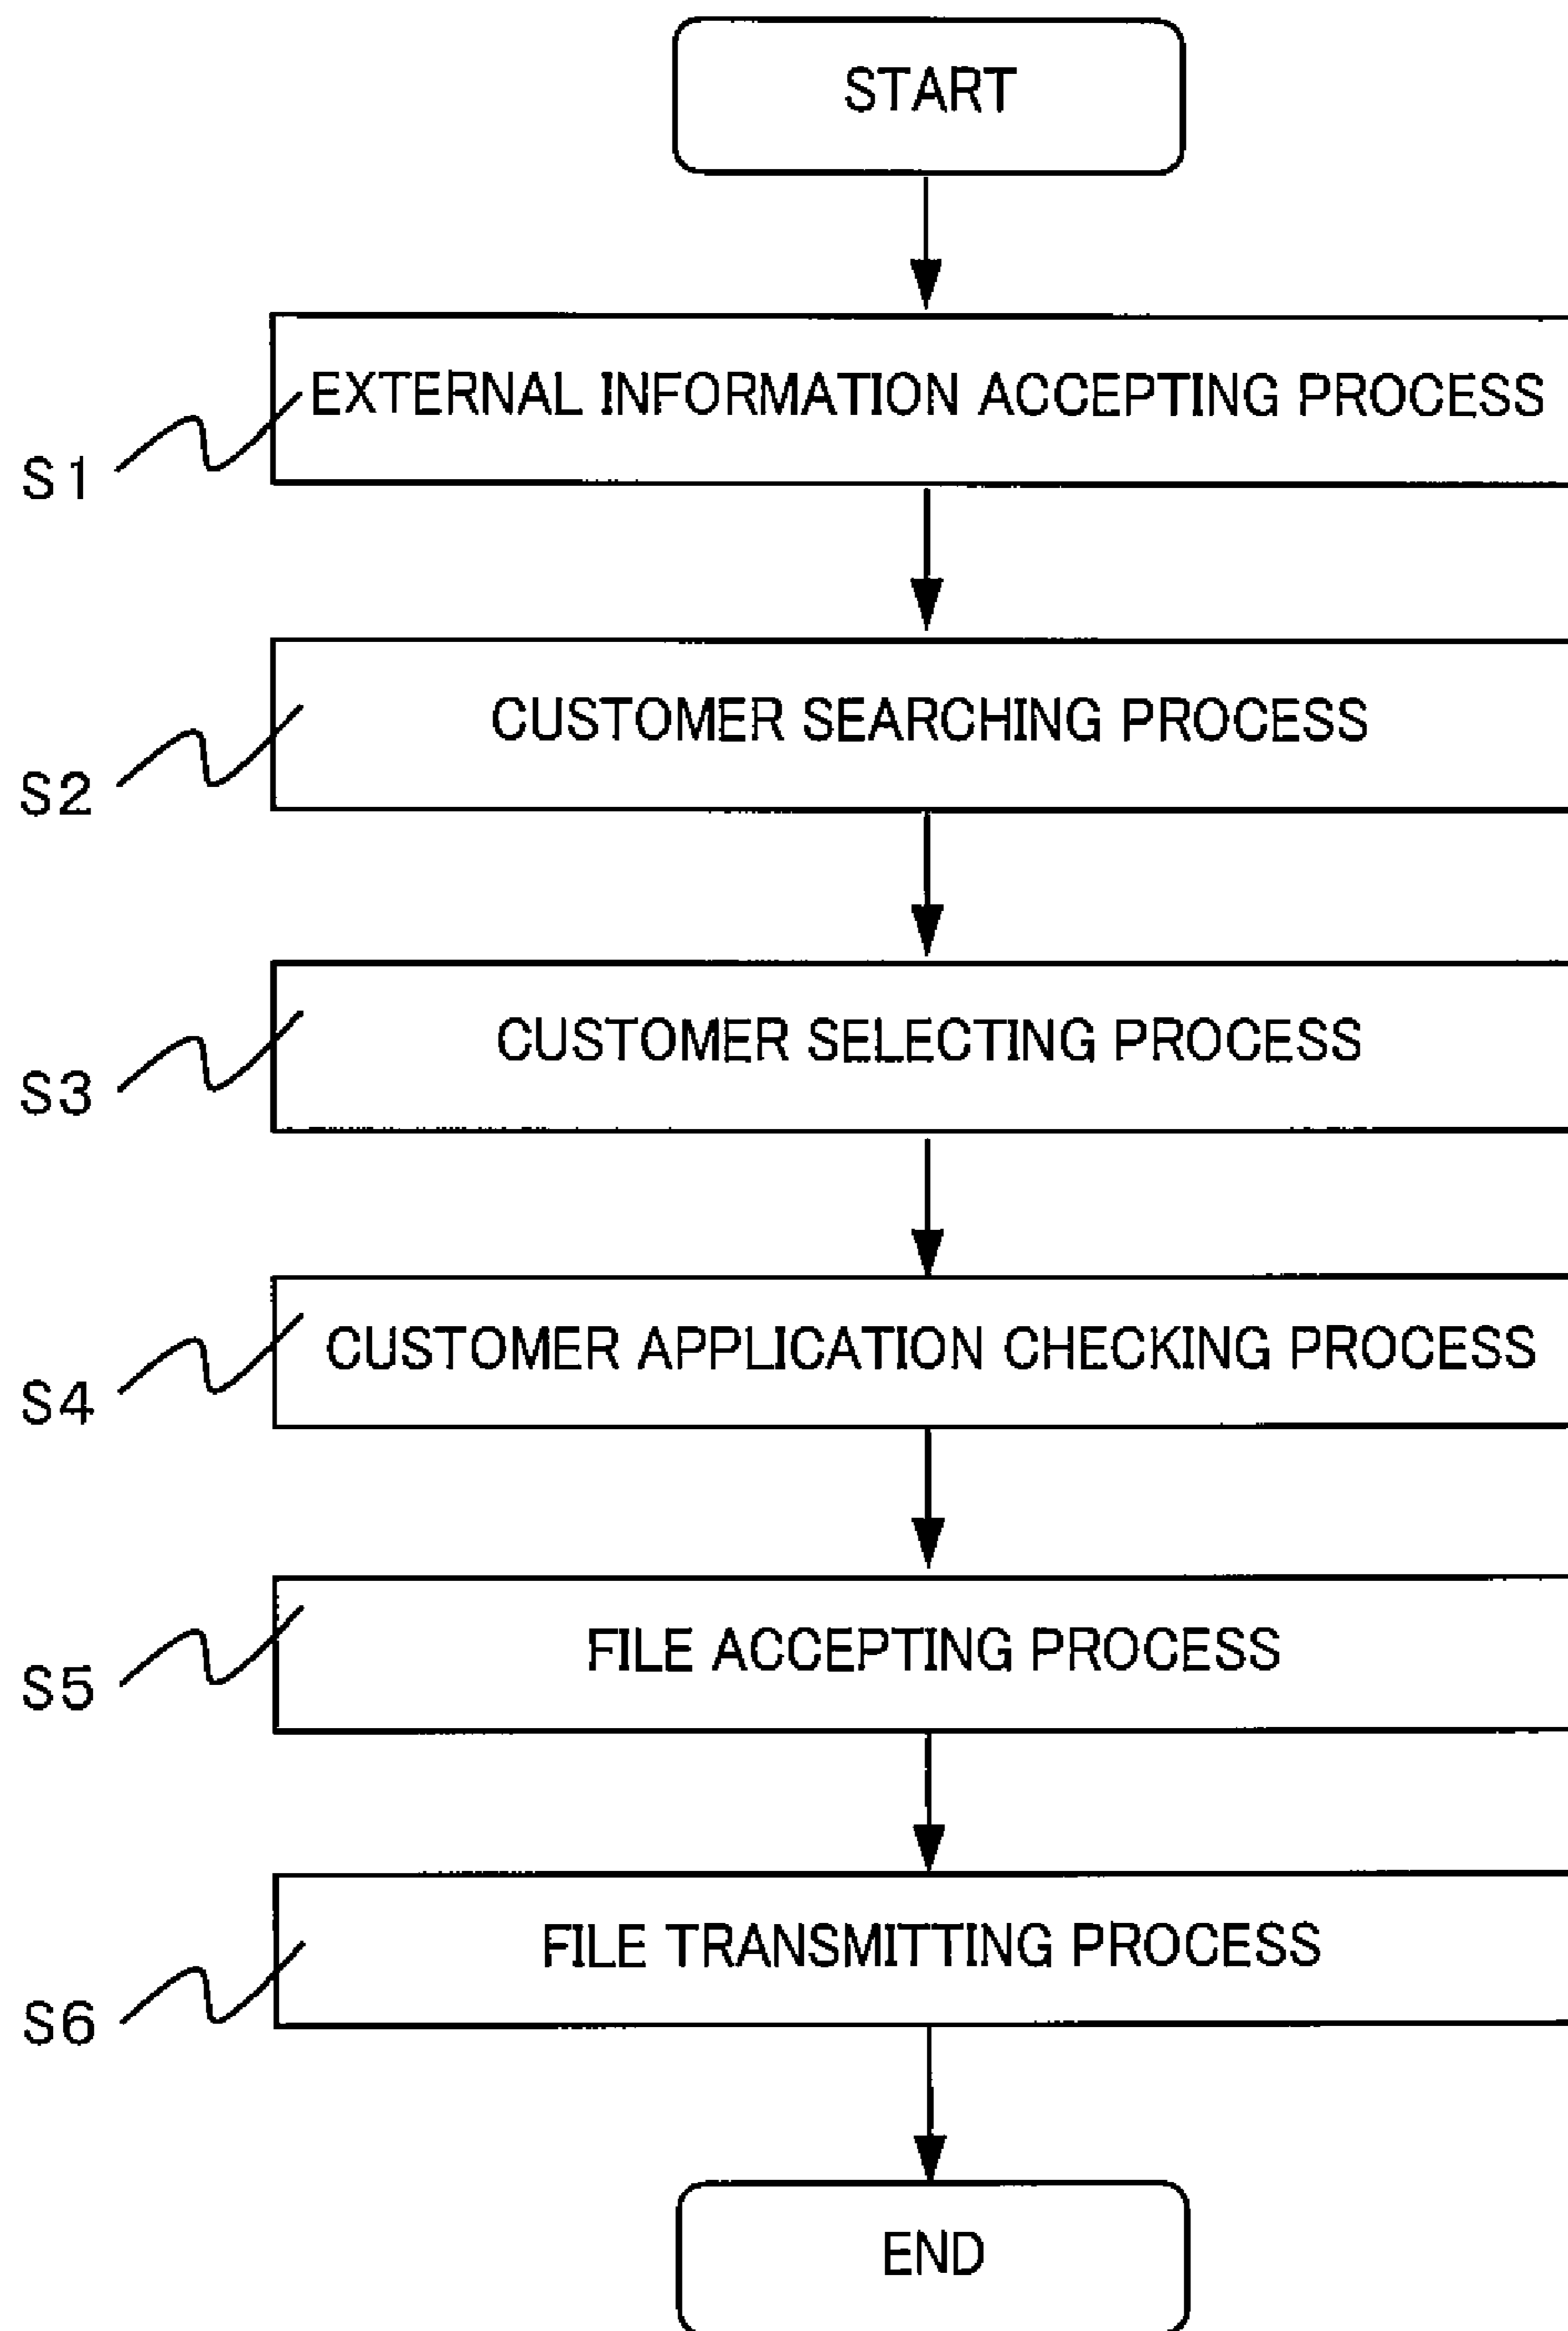 START
EXTERNAL INFORMATION ACCEPTING PROCESS
S1
CUSTOMER SEARCHING PROCESS
S2
CUSTOMER SELECTING PROCESS
S3
CUSTOMER APPLICATION CHECKING PROCESS
S4
FILE ACCEPTING PROCESS
S5
FILE TRANSMITTING PROCESS
S6
END